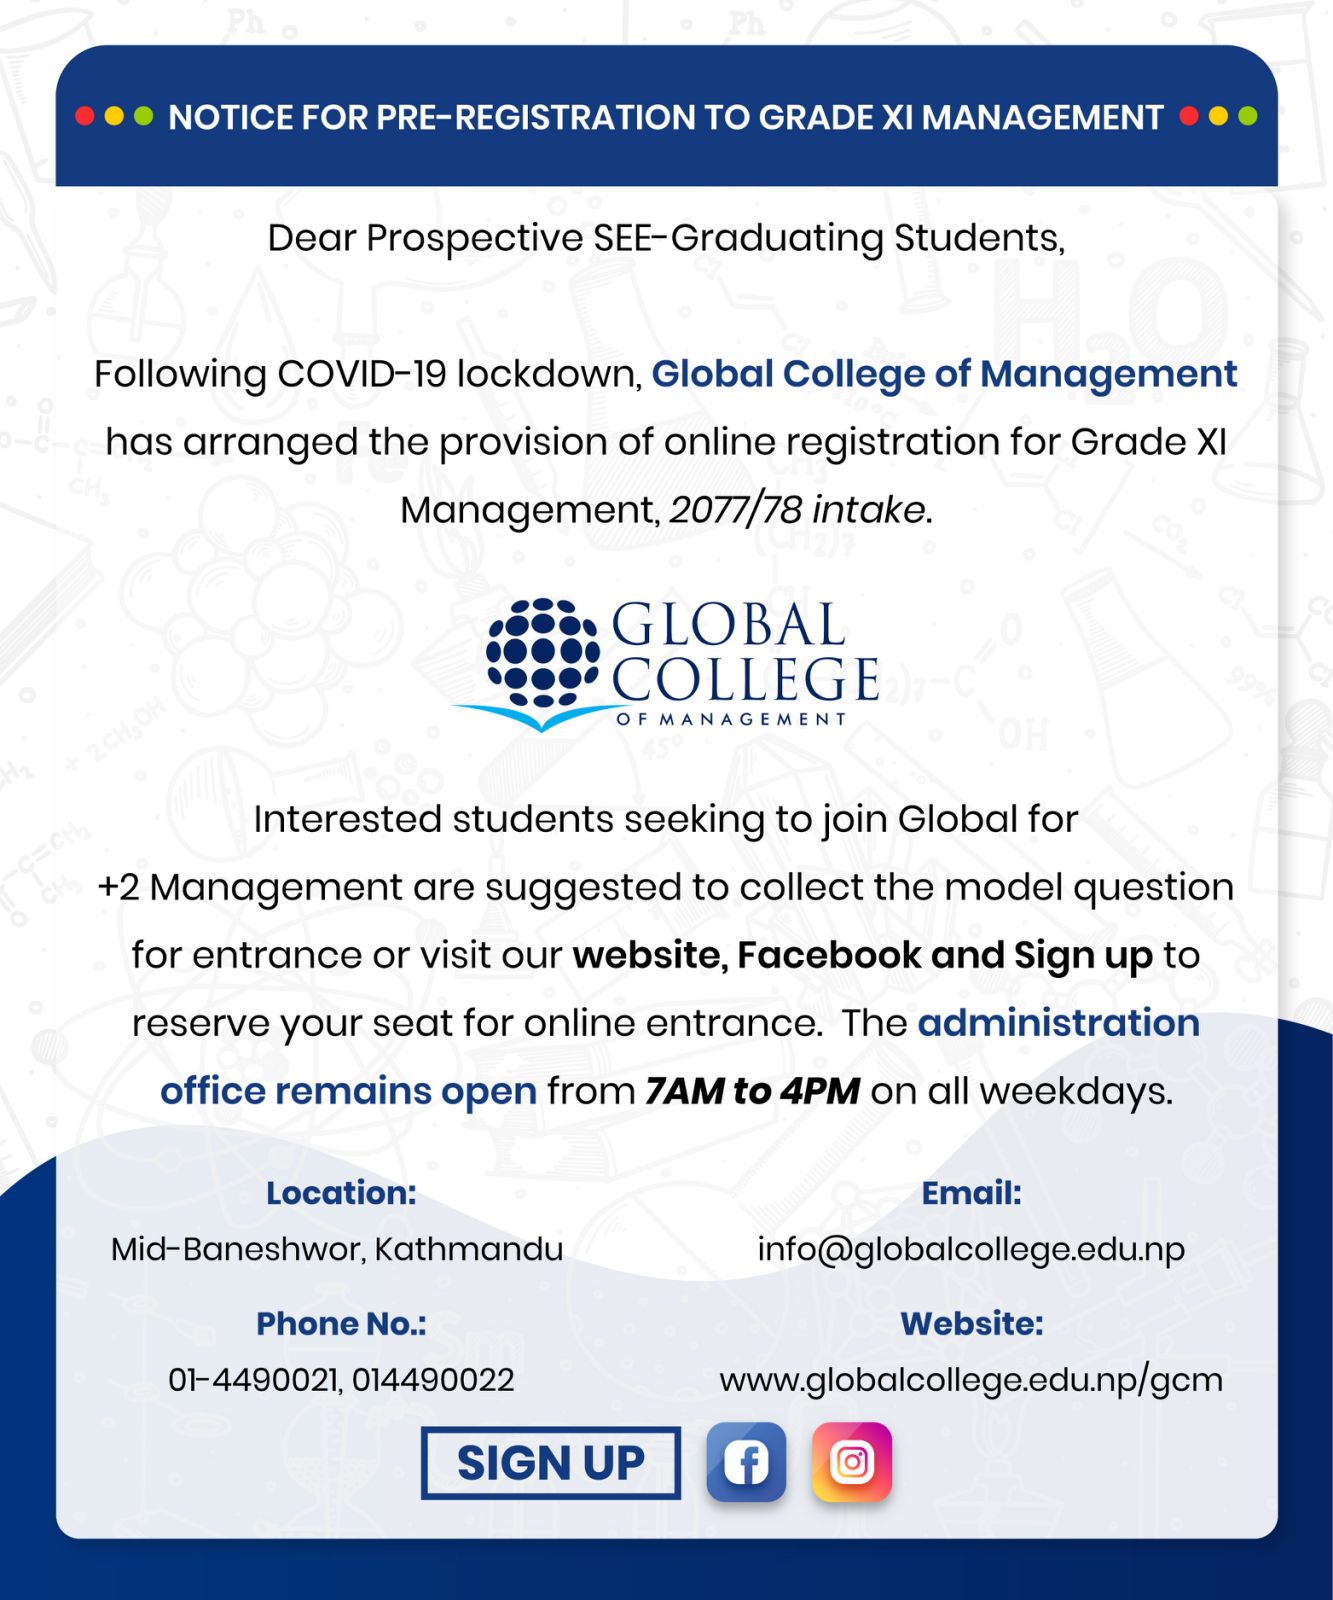 NOTICE FOR PRE-REGISTRATION TO GRADE XI MANAGEMENT
Dear Prospective SEE-Graduating Students,
Following COVID-19 lockdown, Global College of Management
has arranged the provision of online registration for Grade XI
Management, 2077/78 intake.
GLOBAL
COLLEGE
OF MANAGEMENT
Interested students seeking to join Global for
+2 Management are suggested to collect the model question
for entrance or visit our website, Facebook and Sign up to
reserve your seat for online entrance. The administration
office remains open from 7AM to 4PM on all weekdays.
Location:
Mid-Baneshwor, Kathmandu
Email:
info@globalcollege.edu.np
Phone No.:
01-4490021, 014490022
Website:
www.globalcollege.edu.np/gcm
SIGN UP